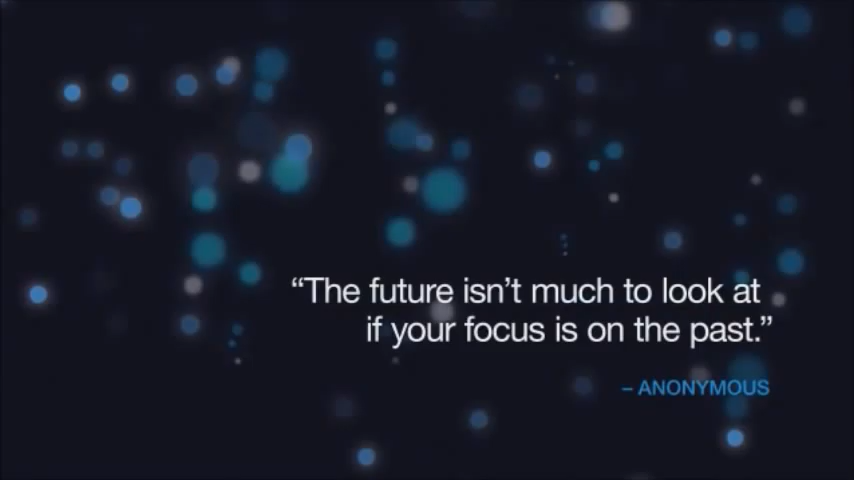 “The future isn’t much to look at
if your focus is on the past.”
– ANONYMOUS